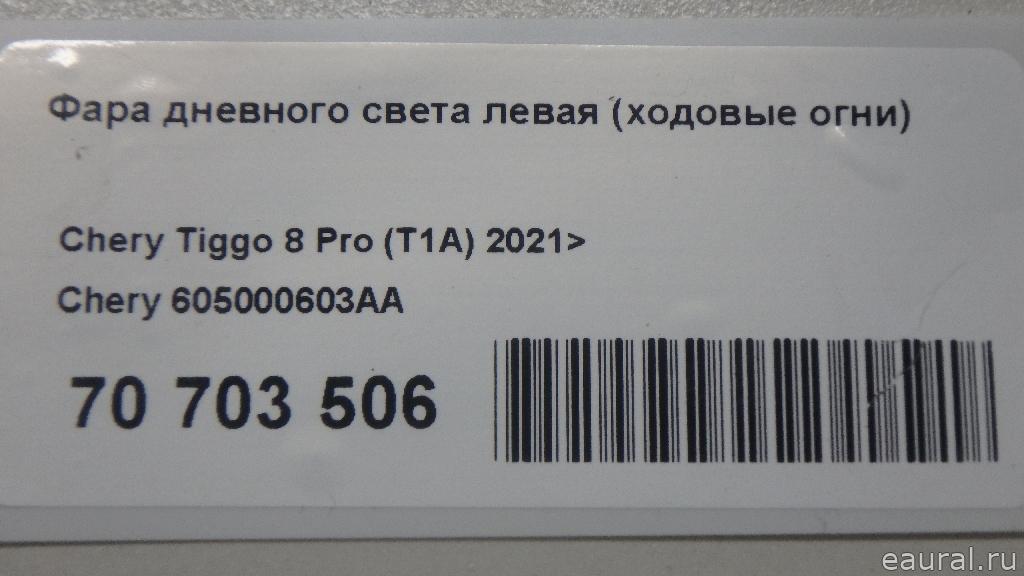 Фара дневного света левая (ходовые огни)
Chery Tiggo 8 Pro (T1A) 2021>
Chery 605000603AA
70 703 506
eaural.ru